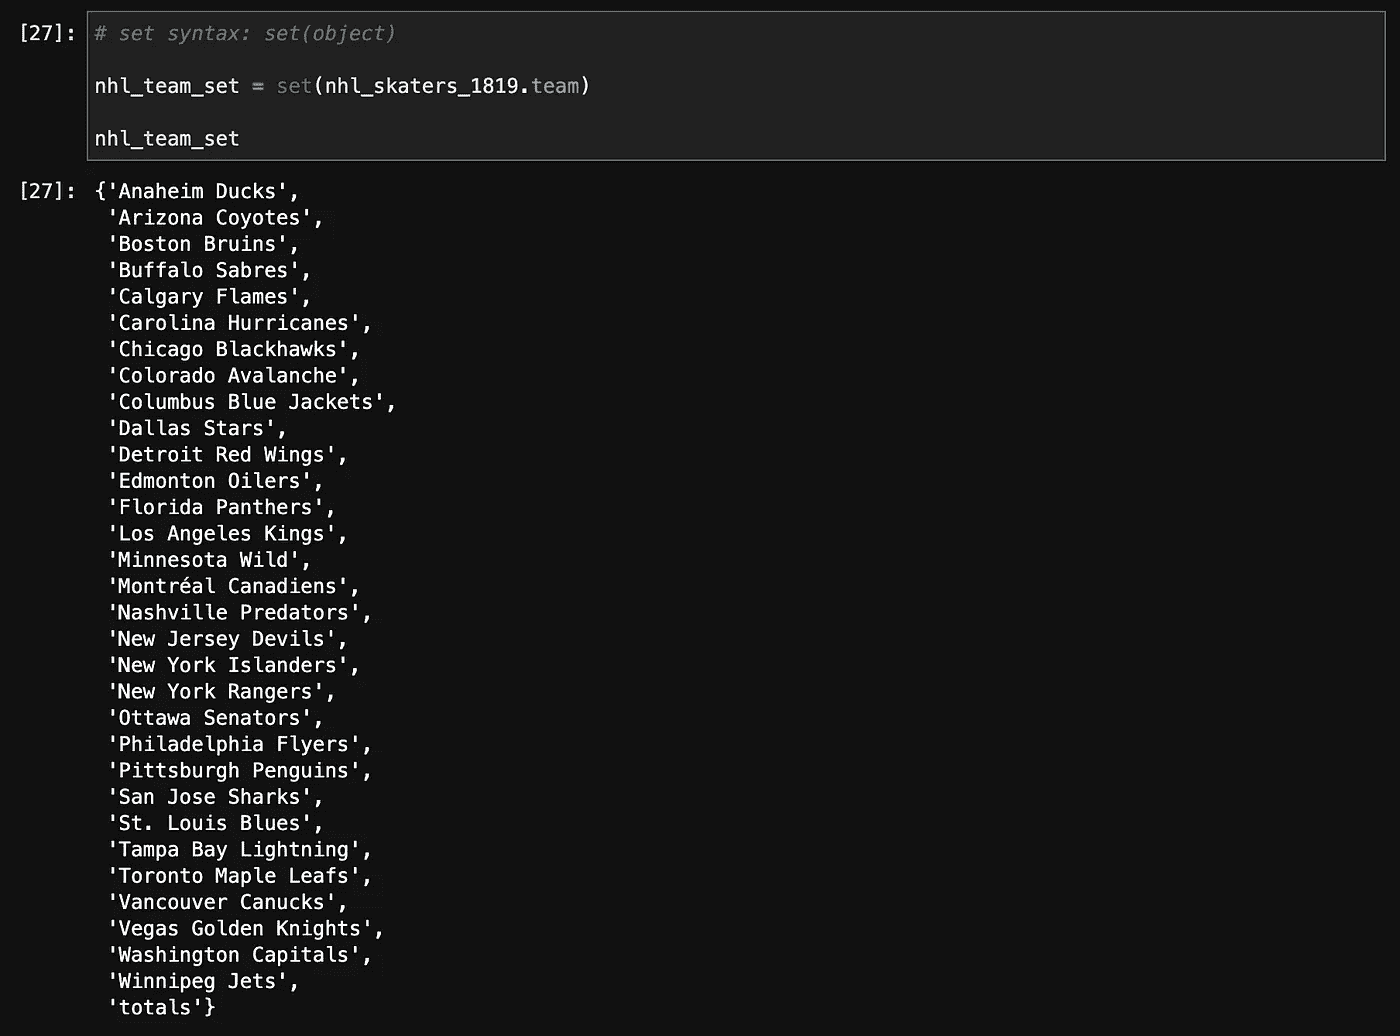 [27]: # set syntax: set(object)
nhl_team_set = set(nhl_skaters_1819.team)
nhl_team_set
[27]: {'Anaheim Ducks',
'Arizona Coyotes',
'Boston Bruins',
'Buffalo Sabres',
'Calgary Flames',
'Carolina Hurricanes',
'Chicago Blackhawks',
'Colorado Avalanche',
'Columbus Blue Jackets',
'Dallas Stars',
'Detroit Red Wings',
'Edmonton Oilers',
'Florida Panthers',
'Los Angeles Kings',
'Minnesota Wild',
'Montréal Canadiens',
'Nashville Predators',
'New Jersey Devils',
'New York Islanders',
'New York Rangers',
'Ottawa Senators',
'Philadelphia Flyers',
'Pittsburgh Penguins',
'San Jose Sharks',
'St. Louis Blues',
'Tampa Bay Lightning',
'Toronto Maple Leafs',
'Vancouver Canucks',
'Vegas Golden Knights',
'Washington Capitals',
'Winnipeg Jets',
'totals'}